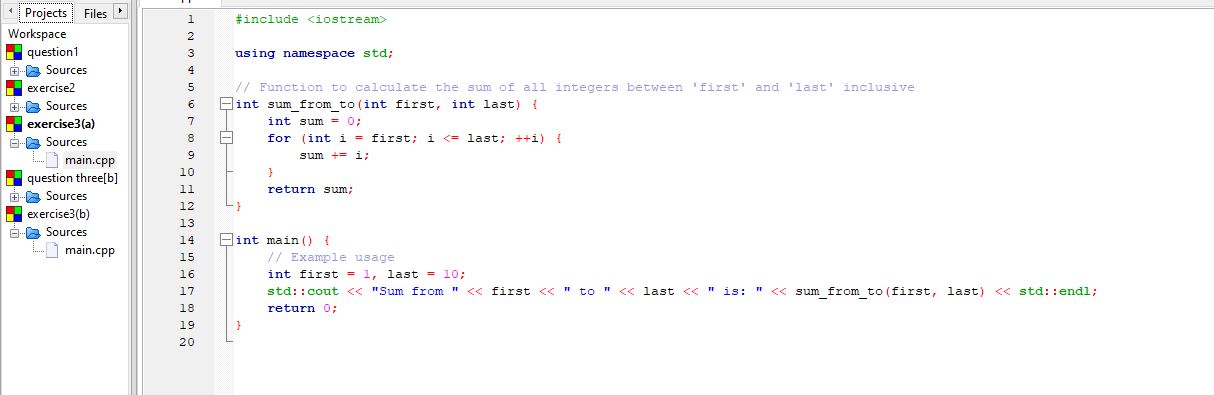 Projects Files
Workspace
question1
Sources
exercise2
Sources
exercise3(a)
Sources
main.cpp
question three[b]
Sources
exercise3(b)
Sources
main.cpp
1 #include <iostream>
2
3 using namespace std;
4
5 // Function to calculate the sum of all integers between 'first' and 'last' inclusive
6 int sum_from_to(int first, int last) {
7 int sum = 0;
8 for (int i = first; i <= last; ++i) {
9 sum += i;
10 }
11 return sum;
12 }
13
14 int main() {
15 // Example usage
16 int first = 1, last = 10;
17 std::cout << "Sum from " << first << " to " << last << " is: " << sum_from_to(first, last) << std::endl;
18 return 0;
19 }
20